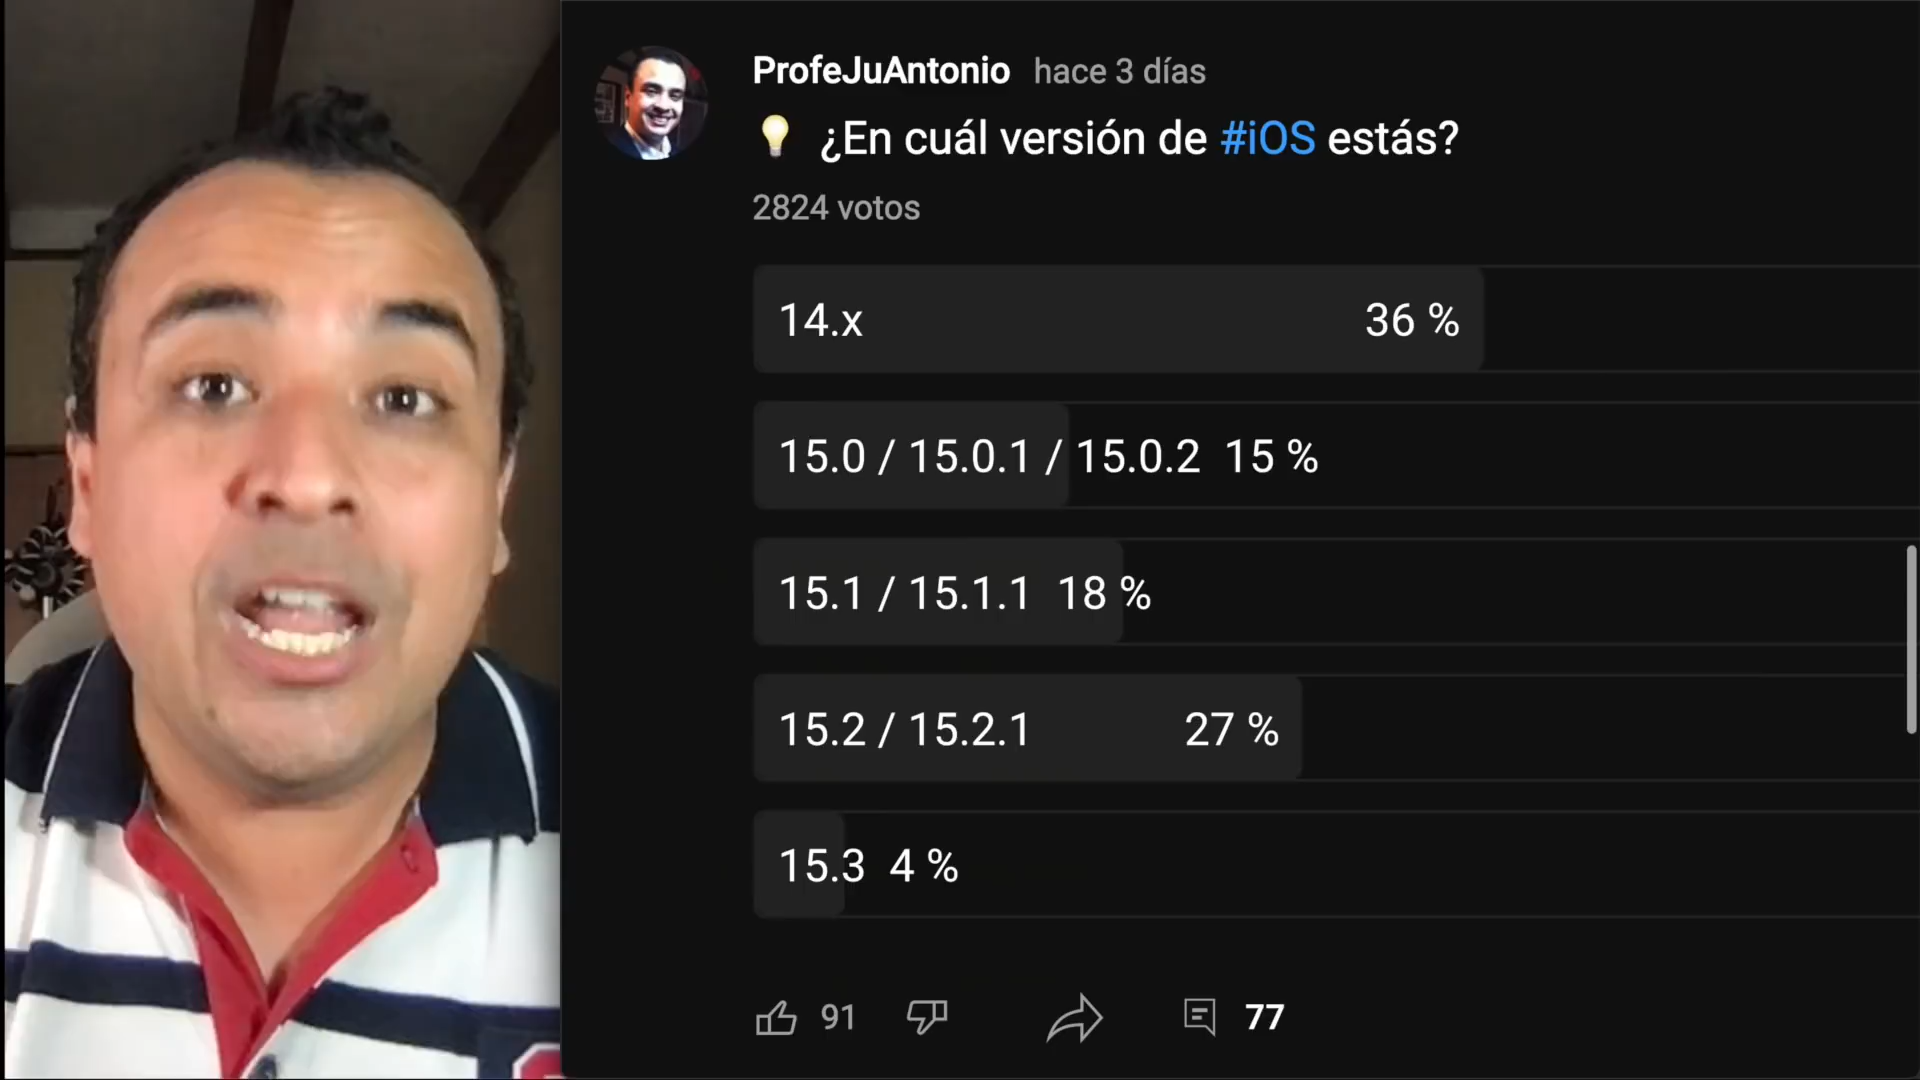 ProfeJuAntonio hace 3 días
¿En cuál versión de #iOS estás?
2824 votos
14.x 36 %
15.0 / 15.0.1 / 15.0.2 15 %
15.1 / 15.1.1 18 %
15.2 / 15.2.1 27 %
15.3 4 %
91 77